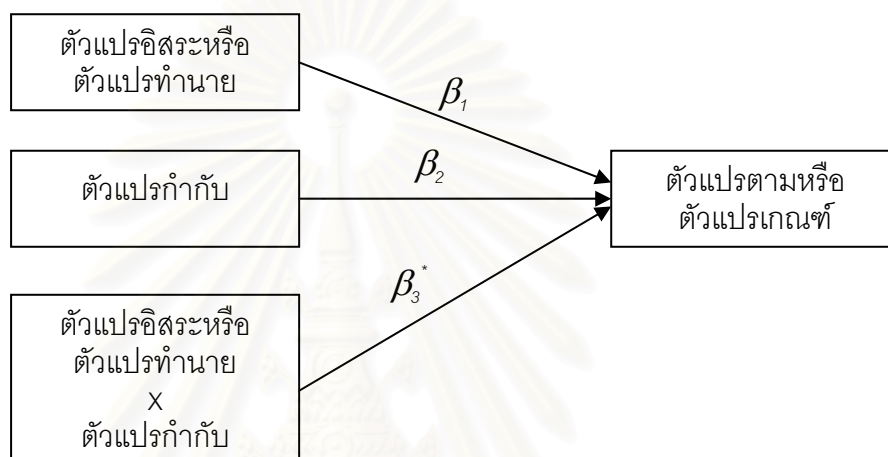 ตัวแปรอิสระหรือ
ตัวแปรทำนาย
β₁
ตัวแปรกำกับ
β₂
ตัวแปรตามหรือ
ตัวแปรเกณฑ์
β₃*
ตัวแปรอิสระหรือ
ตัวแปรทำนาย
X
ตัวแปรกำกับ